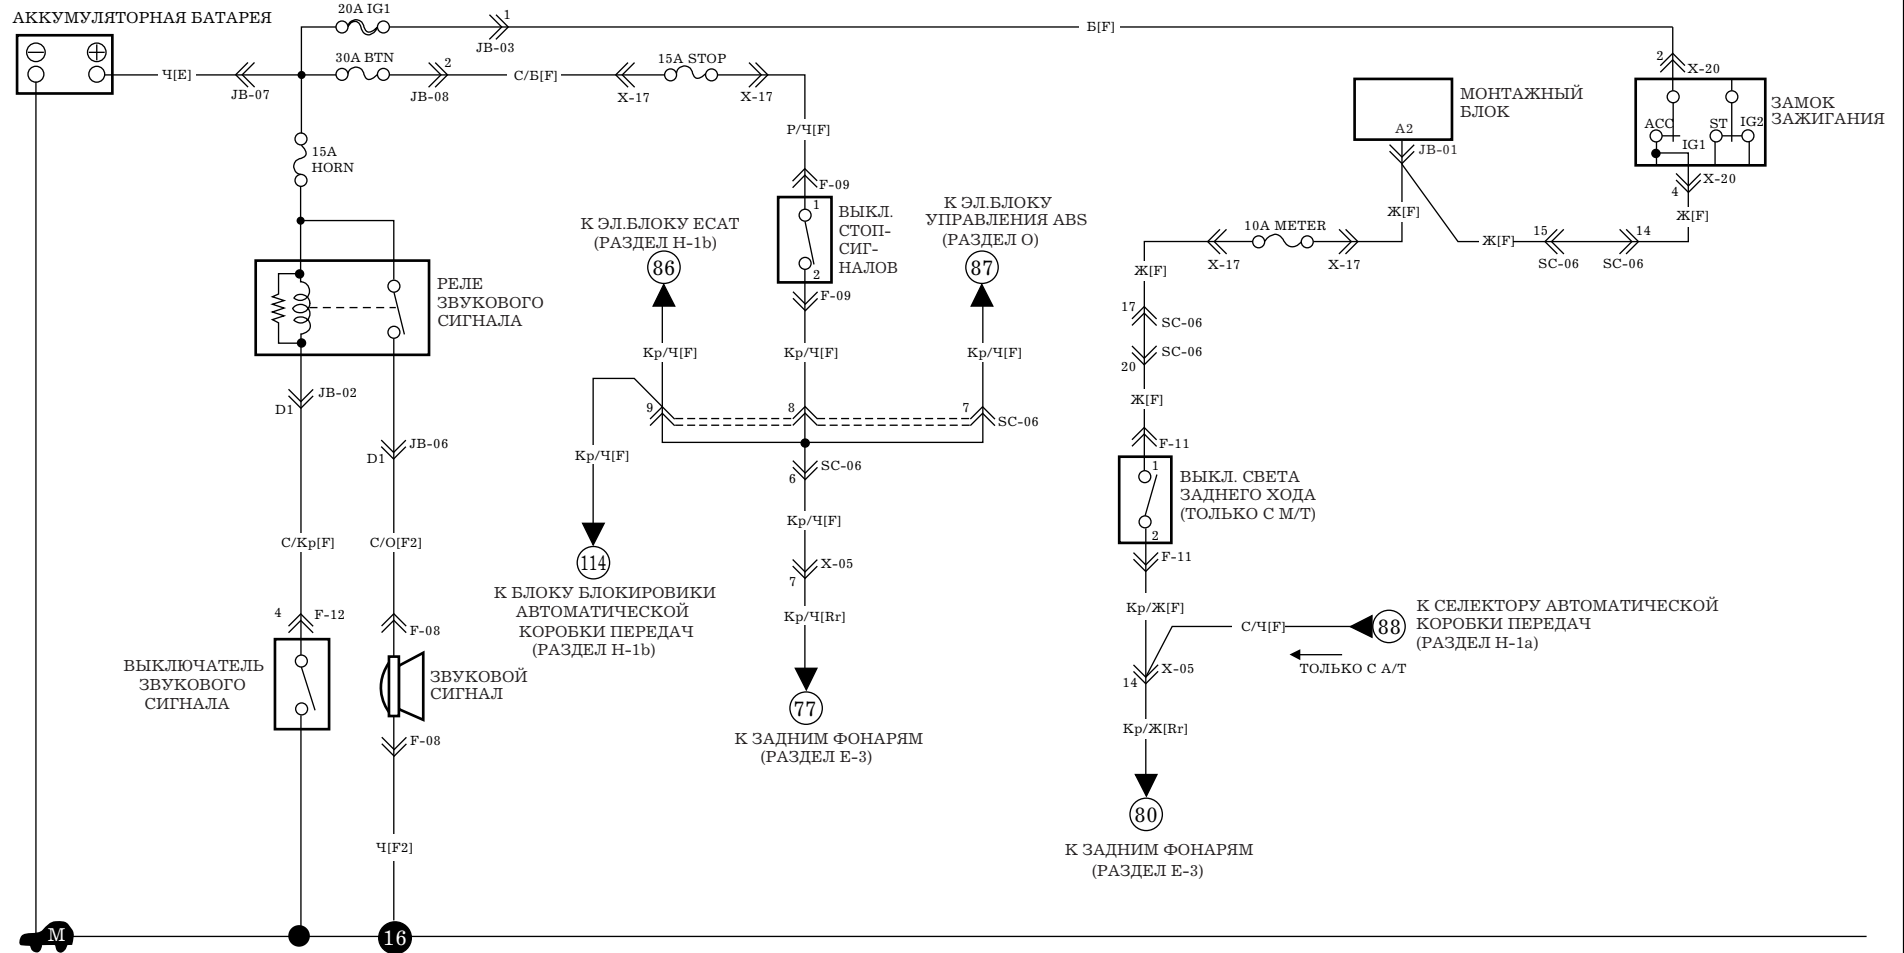 АККУМУЛЯТОРНАЯ БАТАРЕЯ
20A IG1
1
JB-03
Б[F]
2
X-20
Ч[E]
JB-07
30A BTN
2
JB-08
С/Б[F]
X-17
15A STOP
X-17
МОНТАЖНЫЙ
БЛОК
A2
JB-01
ЗАМОК
ЗАЖИГАНИЯ
ACC
IG1
ST
IG2
X-20
4
Ж[F]
15A
HORN
Р/Ч[F]
F-09
1
ВЫКЛ.
СТОП-
СИГ-
НАЛОВ
2
F-09
К ЭЛ.БЛОКУ ECAT
(РАЗДЕЛ H-1b)
86
К ЭЛ.БЛОКУ
УПРАВЛЕНИЯ ABS
(РАЗДЕЛ O)
87
Ж[F]
10A METER
X-17
X-17
Ж[F]
15
SC-06
14
SC-06
Ж[F]
17
SC-06
SC-06
20
Ж[F]
F-11
РЕЛЕ
ЗВУКОВОГО
СИГНАЛА
Кр/Ч[F]
Кр/Ч[F]
Кр/Ч[F]
JB-02
D1
JB-06
D1
9
8
7
SC-06
Кр/Ч[F]
SC-06
6
1
ВЫКЛ. СВЕТА
ЗАДНЕГО ХОДА
(ТОЛЬКО С М/Т)
2
F-11
С/Кр[F]
С/О[F2]
Кр/Ч[F]
X-05
7
114
К БЛОКУ БЛОКИРОВИКИ
АВТОМАТИЧЕСКОЙ
КОРОБКИ ПЕРЕДАЧ
(РАЗДЕЛ H-1b)
Кр/Ч[Rr]
Кр/Ж[F]
С/Ч[F]
88
К СЕЛЕКТОРУ АВТОМАТИЧЕСКОЙ
КОРОБКИ ПЕРЕДАЧ
(РАЗДЕЛ H-1a)
ТОЛЬКО С А/Т
4
F-12
F-08
ВЫКЛЮЧАТЕЛЬ
ЗВУКОВОГО
СИГНАЛА
ЗВУКОВОЙ
СИГНАЛ
F-08
X-05
14
77
К ЗАДНИМ ФОНАРЯМ
(РАЗДЕЛ E-3)
Кр/Ж[Rr]
80
К ЗАДНИМ ФОНАРЯМ
(РАЗДЕЛ E-3)
Ч[F2]
M
16